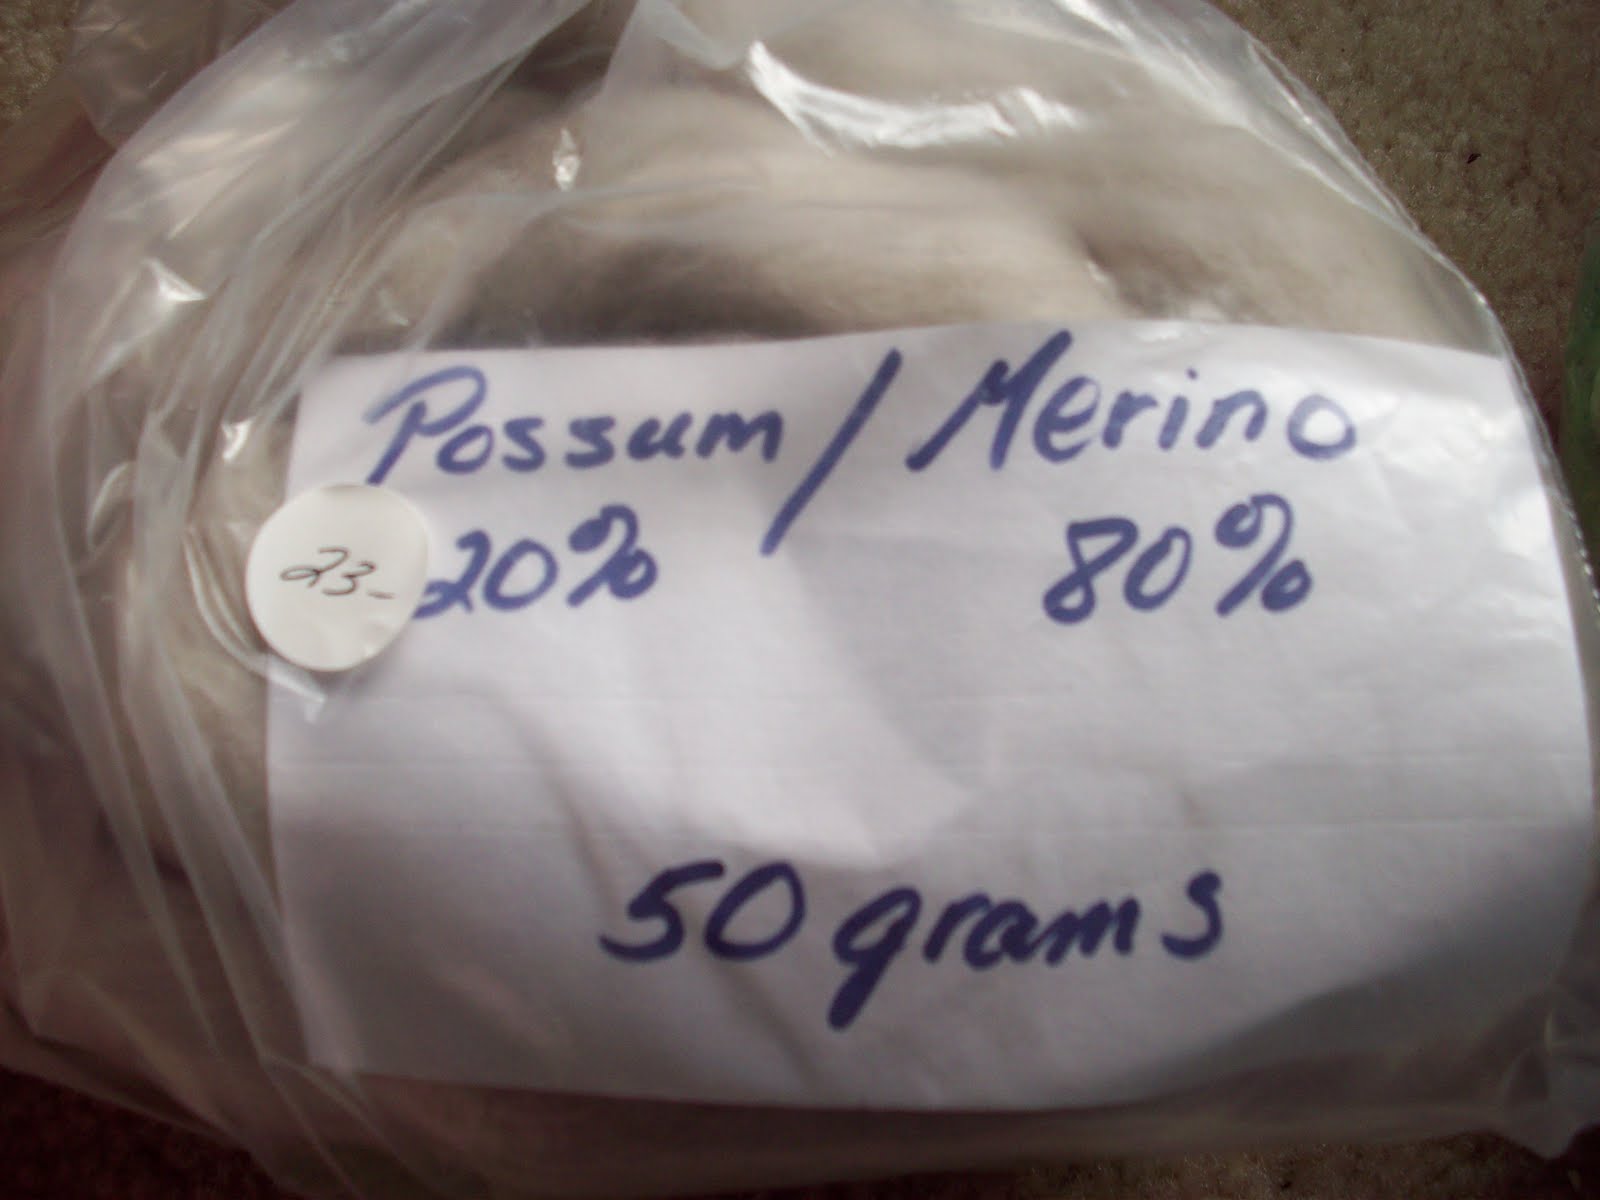 Possum / Merino
20% 80%
23-
50 grams